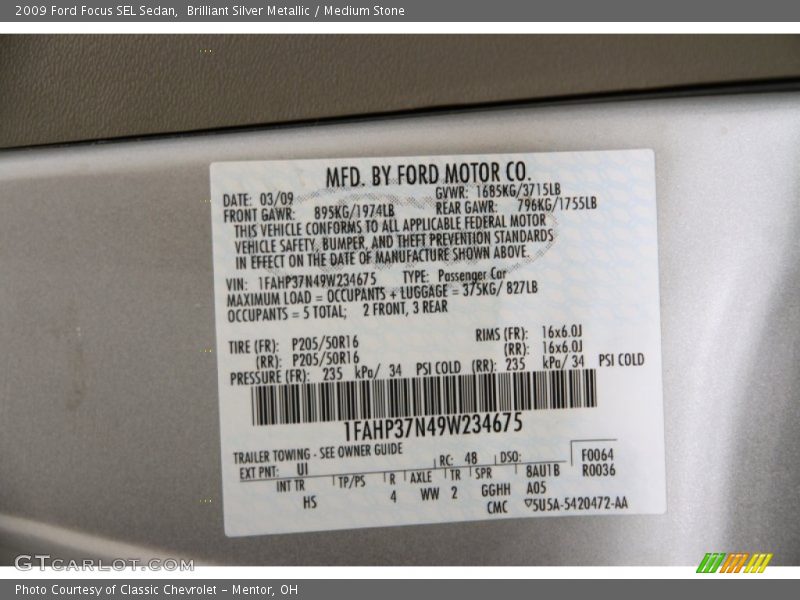 2009 Ford Focus SEL Sedan,  Brilliant Silver Metallic / Medium Stone
MFD. BY FORD MOTOR CO.
DATE: 03/09 GVWR: 1685KG/3715LB
FRONT GAWR: 895KG/1974LB REAR GAWR: 796KG/1755LB
THIS VEHICLE CONFORMS TO ALL APPLICABLE FEDERAL MOTOR
VEHICLE SAFETY, BUMPER, AND THEFT PREVENTION STANDARDS
IN EFFECT ON THE DATE OF MANUFACTURE SHOWN ABOVE.
VIN: 1FAHP37N49W234675 TYPE: Passenger Car
MAXIMUM LOAD = OCCUPANTS + LUGGAGE = 375KG/ 827LB
OCCUPANTS = 5 TOTAL; 2 FRONT, 3 REAR
TIRE (FR): P205/50R16 RIMS (FR): 16x6.0J
(RR): P205/50R16 (RR): 16x6.0J
PRESSURE (FR): 235 kPa/ 34 PSI COLD (RR): 235 kPa/ 34 PSI COLD
1FAHP37N49W234675
TRAILER TOWING - SEE OWNER GUIDE
EXT PNT: UI RC: 48 DSO: F0064
INT TR TP/PS R AXLE TR SPR 8AU1B R0036
HS 4 WW 2 GGHH A05
CMC 5U5A-5420472-AA
GTcarlot.com
Photo Courtesy of Classic Chevrolet - Mentor, OH